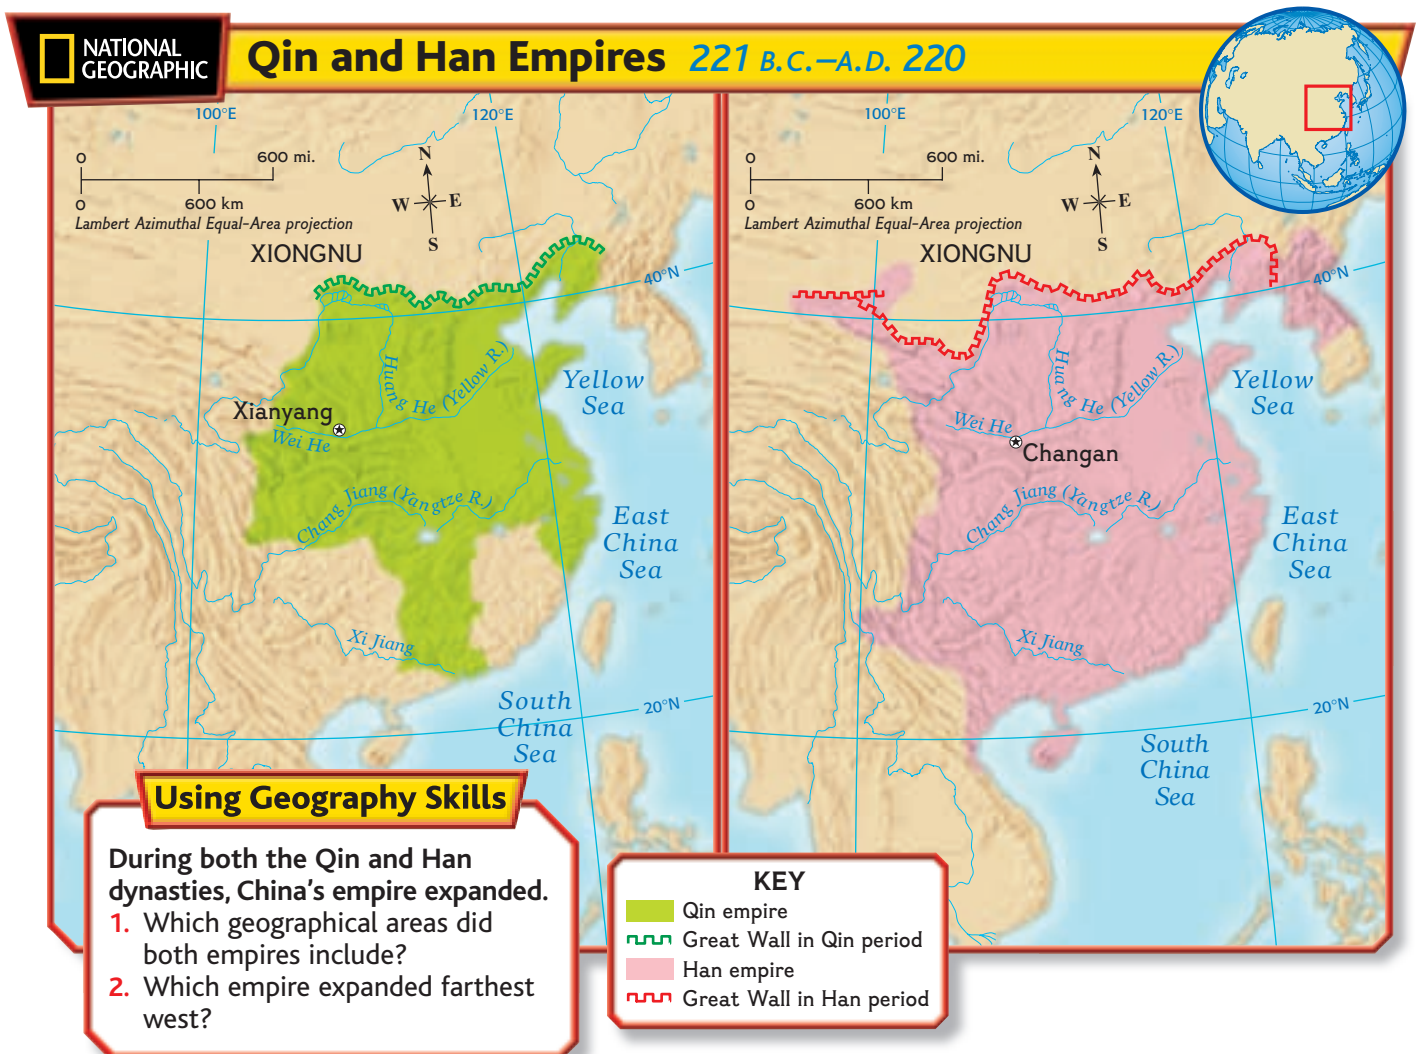 NATIONAL
GEOGRAPHIC
Qin and Han Empires 221 B.C.–A.D. 220
100°E
120°E
0
600 mi.
0
600 km
Lambert Azimuthal Equal-Area projection
N
W
E
S
XIONGNU
40°N
Huang He (Yellow R.)
Yellow
Sea
Xianyang
Wei He
Chang Jiang (Yangtze R.)
East
China
Sea
Xi Jiang
South
China
Sea
20°N
100°E
120°E
0
600 mi.
0
600 km
Lambert Azimuthal Equal-Area projection
N
W
E
S
XIONGNU
40°N
Huang He (Yellow R.)
Yellow
Sea
Wei He
Changan
Chang Jiang (Yangtze R.)
East
China
Sea
Xi Jiang
20°N
South
China
Sea
Using Geography Skills
During both the Qin and Han
dynasties, China's empire expanded.
1. Which geographical areas did
both empires include?
2. Which empire expanded farthest
west?
KEY
Qin empire
Great Wall in Qin period
Han empire
Great Wall in Han period